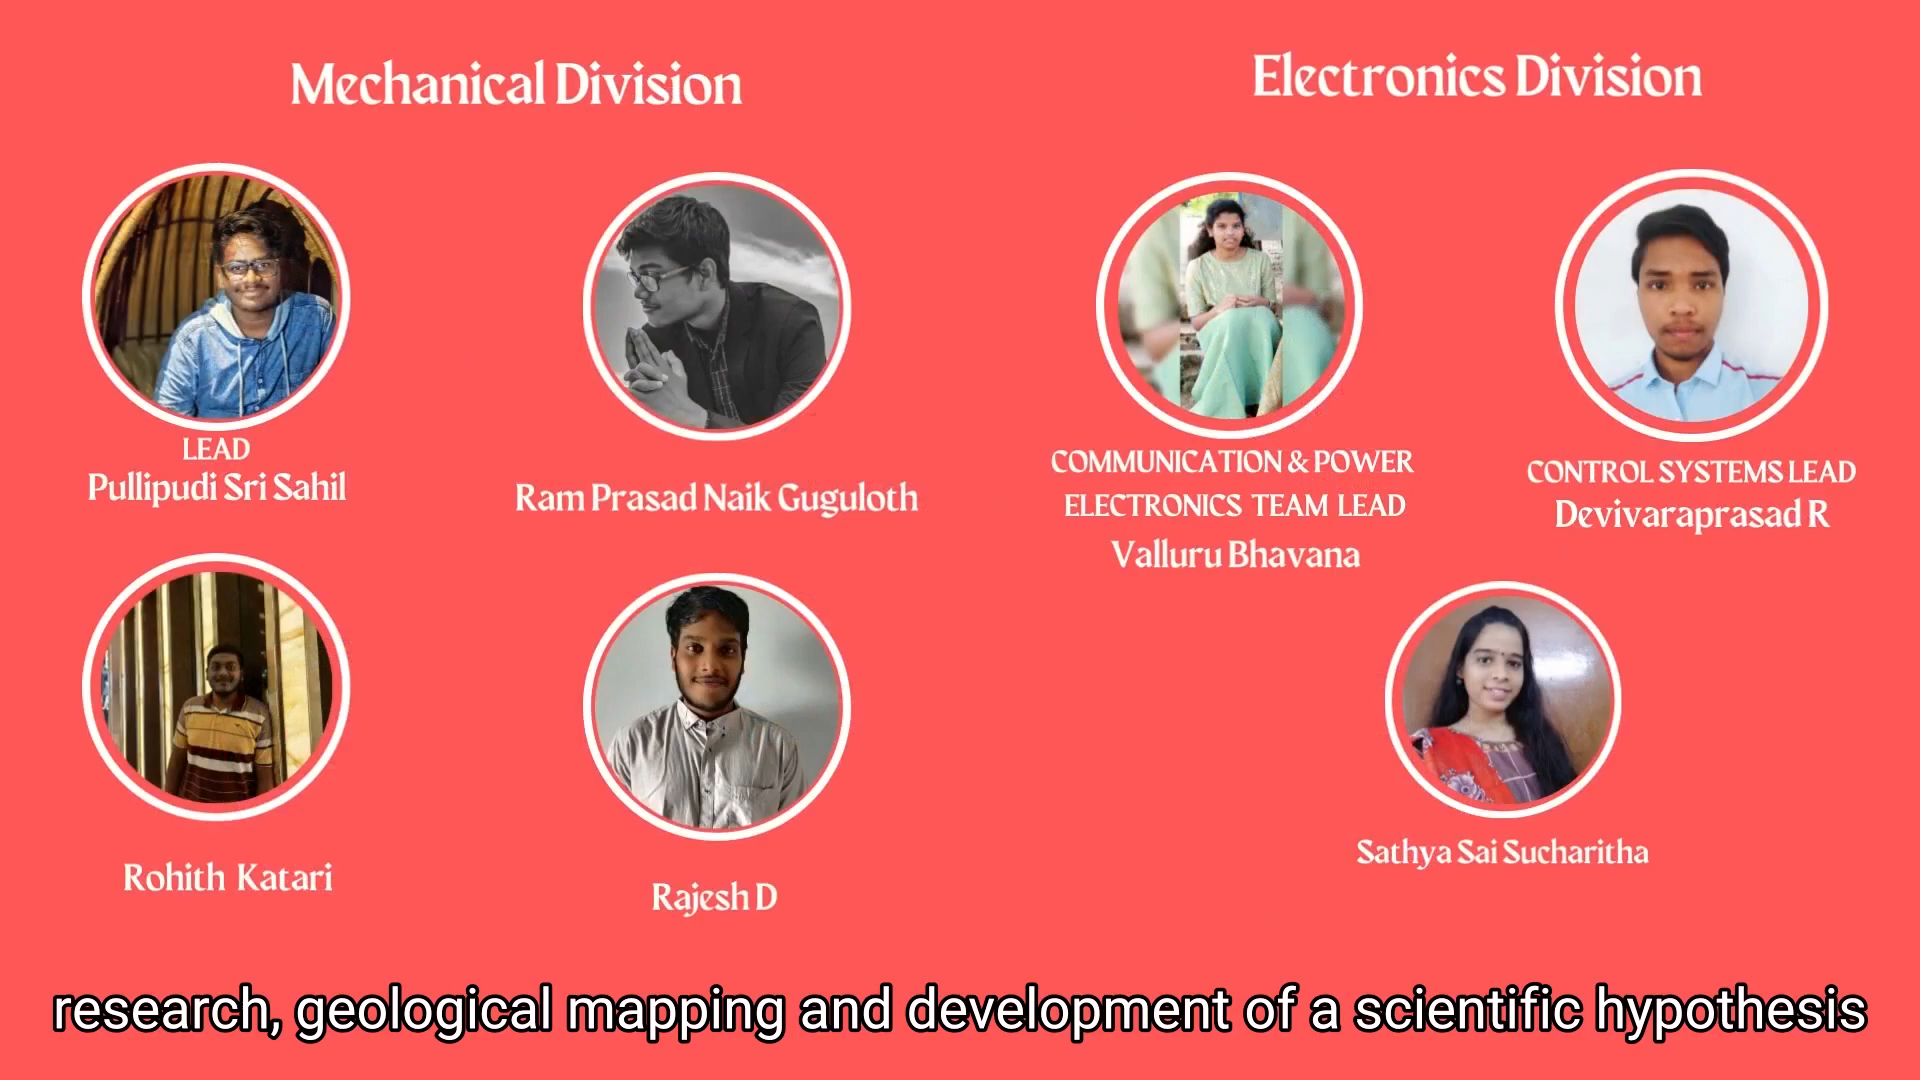 Mechanical Division
LEAD
Pullipudi Sri Sahil
Ram Prasad Naik Guguloth
Rohith Katari
Rajesh D
Electronics Division
COMMUNICATION & POWER
ELECTRONICS TEAM LEAD
Valluru Bhavana
CONTROL SYSTEMS LEAD
Devivaraprasad R
Sathya Sai Sucharitha
research, geological mapping and development of a scientific hypothesis